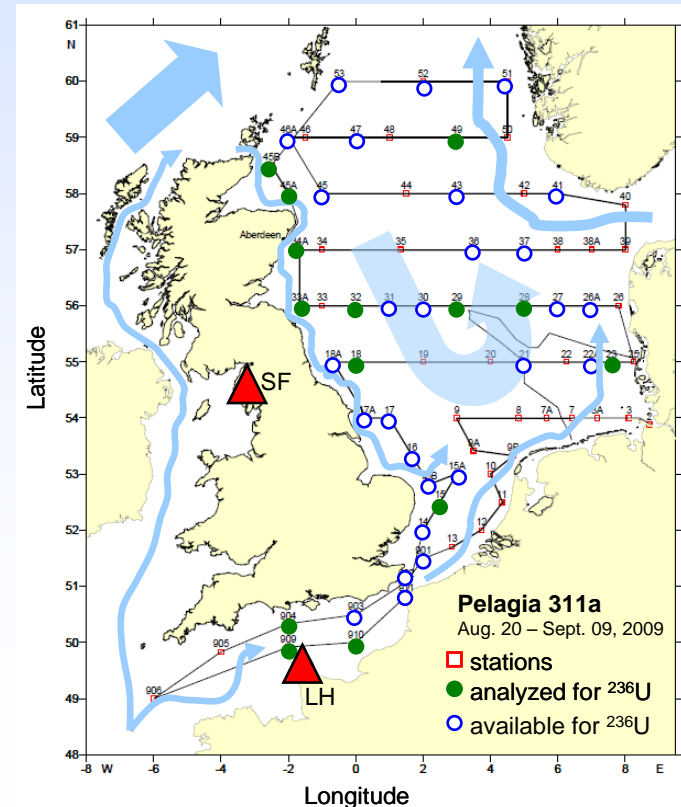 61
N
60
59
58
57
56
55
54
53
52
51
50
49
48
Latitude
53 52 51
46A 46 47 48 49 50
45B
45A 45 44 43 42 41 40
Aberdeen
34 35 36 37 38 38A 39
33A 33 32 31 30 29 28 27 26A 26
18A 18 19 20 21 22 22A 23
SF
17A 17 9 8 7A 7 3A 3 2
16 9A
15A 10
15 11
14 12
13
901
903
904
905 909 910
906
LH
Pelagia 311a
Aug. 20 – Sept. 09, 2009
stations
analyzed for ²³⁶U
available for ²³⁶U
-8 W -6 -4 -2 0 2 4 6 8 E
Longitude